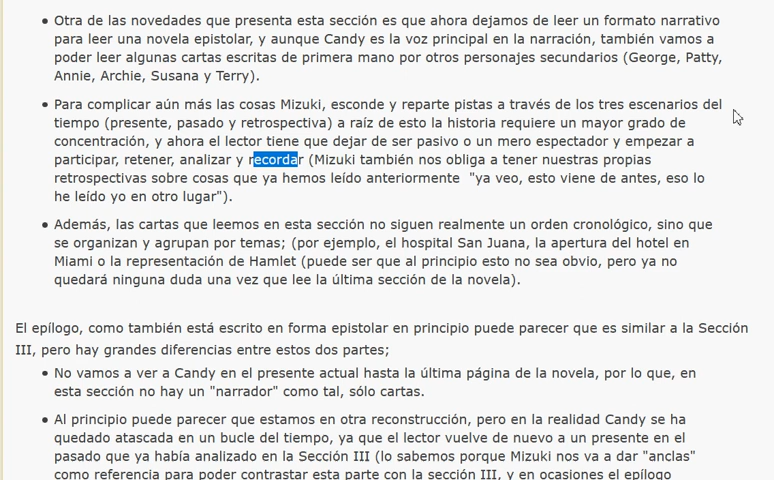 • Otra de las novedades que presenta esta sección es que ahora dejamos de leer un formato narrativo
para leer una novela epistolar, y aunque Candy es la voz principal en la narración, también vamos a
poder leer algunas cartas escritas de primera mano por otros personajes secundarios (George, Patty,
Annie, Archie, Susana y Terry).
• Para complicar aún más las cosas Mizuki, esconde y reparte pistas a través de los tres escenarios del
tiempo (presente, pasado y retrospectiva) a raíz de esto la historia requiere un mayor grado de
concentración, y ahora el lector tiene que dejar de ser pasivo o un mero espectador y empezar a
participar, retener, analizar y recordar (Mizuki también nos obliga a tener nuestras propias
retrospectivas sobre cosas que ya hemos leído anteriormente "ya veo, esto viene de antes, eso lo
he leído yo en otro lugar").
• Además, las cartas que leemos en esta sección no siguen realmente un orden cronológico, sino que
se organizan y agrupan por temas; (por ejemplo, el hospital San Juana, la apertura del hotel en
Miami o la representación de Hamlet (puede ser que al principio esto no sea obvio, pero ya no
quedará ninguna duda una vez que lee la última sección de la novela).
El epílogo, como también está escrito en forma epistolar en principio puede parecer que es similar a la Sección
III, pero hay grandes diferencias entre estos dos partes;
• No vamos a ver a Candy en el presente actual hasta la última página de la novela, por lo que, en
esta sección no hay un "narrador" como tal, sólo cartas.
• Al principio puede parecer que estamos en otra reconstrucción, pero en la realidad Candy se ha
quedado atascada en un bucle del tiempo, ya que el lector vuelve de nuevo a un presente en el
pasado que ya había analizado en la Sección III (lo sabemos porque Mizuki nos va a dar "anclas"
como referencia para poder contrastar esta parte con la sección III, y en ocasiones el epílogo